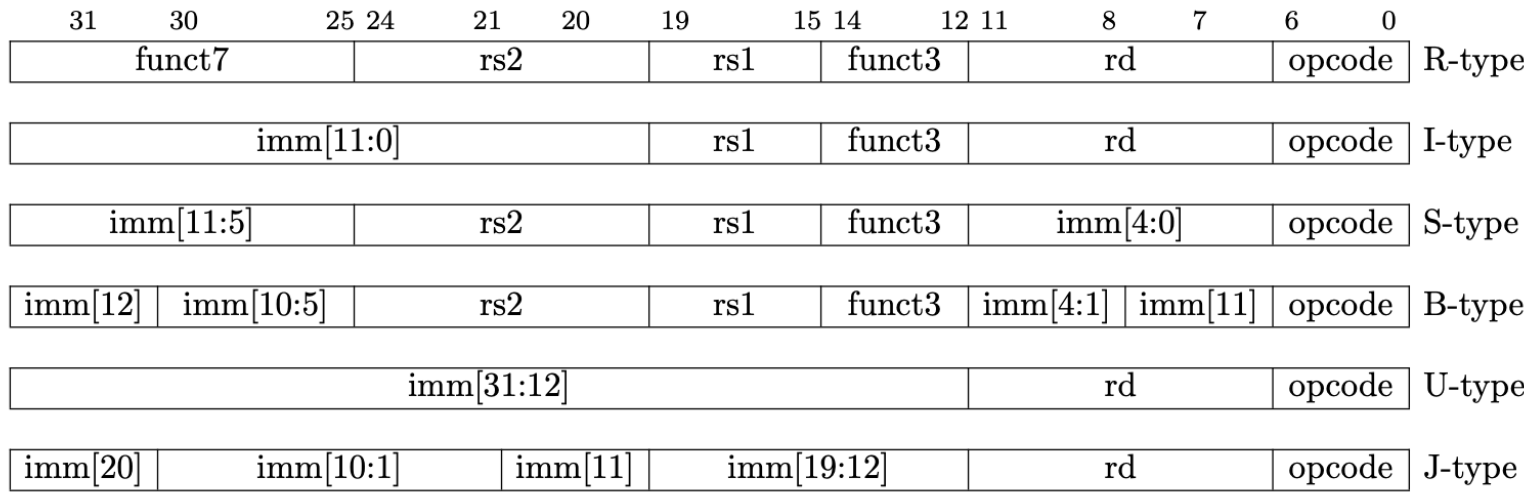 31 30 25 24 21 20 19 15 14 12 11 8 7 6 0
funct7 rs2 rs1 funct3 rd opcode R-type
imm[11:0] rs1 funct3 rd opcode I-type
imm[11:5] rs2 rs1 funct3 imm[4:0] opcode S-type
imm[12] imm[10:5] rs2 rs1 funct3 imm[4:1] imm[11] opcode B-type
imm[31:12] rd opcode U-type
imm[20] imm[10:1] imm[11] imm[19:12] rd opcode J-type